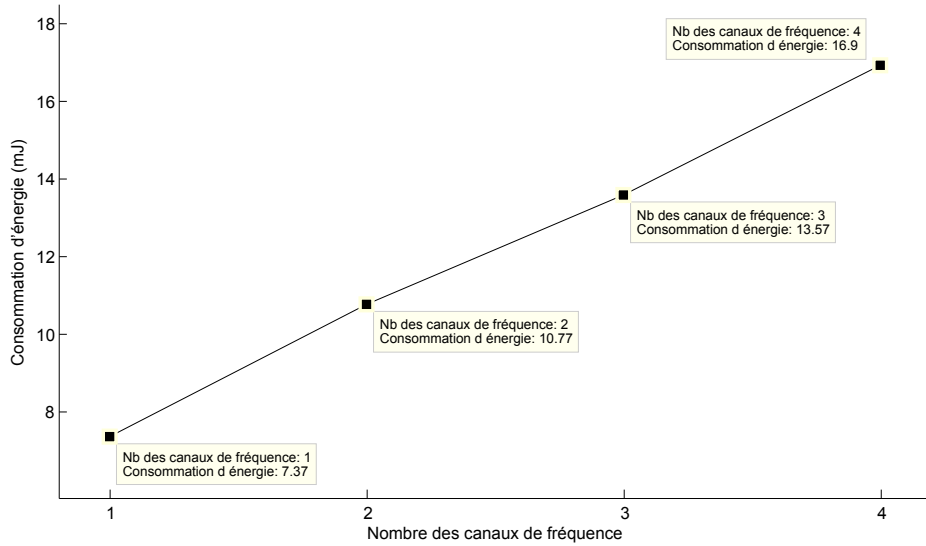 18
Nb des canaux de fréquence: 4
Consommation d énergie: 16.9
16
14
Nb des canaux de fréquence: 3
Consommation d énergie: 13.57
12
Nb des canaux de fréquence: 2
Consommation d énergie: 10.77
10
8
Nb des canaux de fréquence: 1
Consommation d énergie: 7.37
Consommation d'énergie (mJ)
1 2 3 4
Nombre des canaux de fréquence